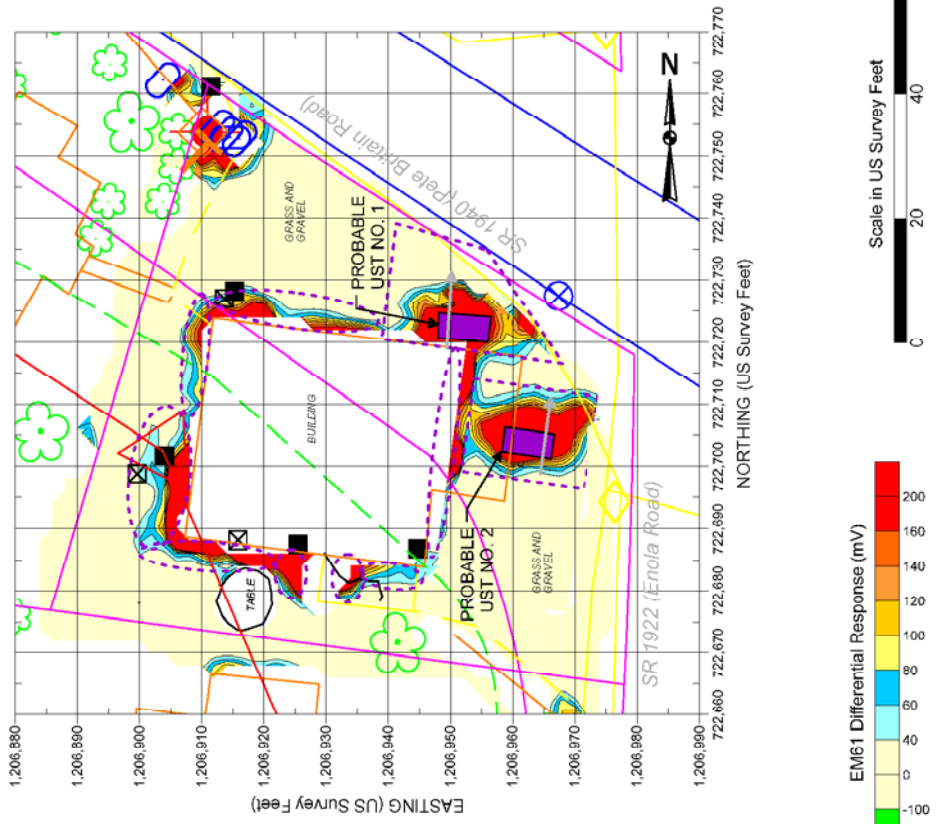 1,206,880
1,206,890
1,206,900
1,206,910
1,206,920
1,206,930
1,206,940
1,206,950
1,206,960
1,206,970
1,206,980
1,206,990
EASTING (US Survey Feet)
722,660
722,670
722,680
722,690
722,700
722,710
722,720
722,730
722,740
722,750
722,760
722,770
NORTHING (US Survey Feet)
SR 1940 (Pete Brittain Road)
GRASS AND
GRAVEL
PROBABLE
UST NO. 1
BUILDING
TABLE
PROBABLE
UST NO. 2
GRASS AND
GRAVEL
SR 1922 (Enola Road)
N
EM61 Differential Response (mV)
200
160
140
120
100
80
60
40
0
-100
Scale in US Survey Feet
0
20
40